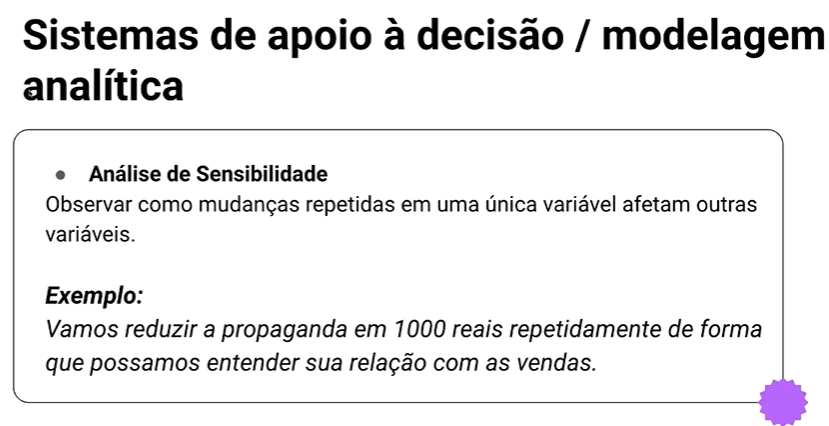 Sistemas de apoio à decisão / modelagem
analítica
● Análise de Sensibilidade
Observar como mudanças repetidas em uma única variável afetam outras
variáveis.
Exemplo:
Vamos reduzir a propaganda em 1000 reais repetidamente de forma
que possamos entender sua relação com as vendas.